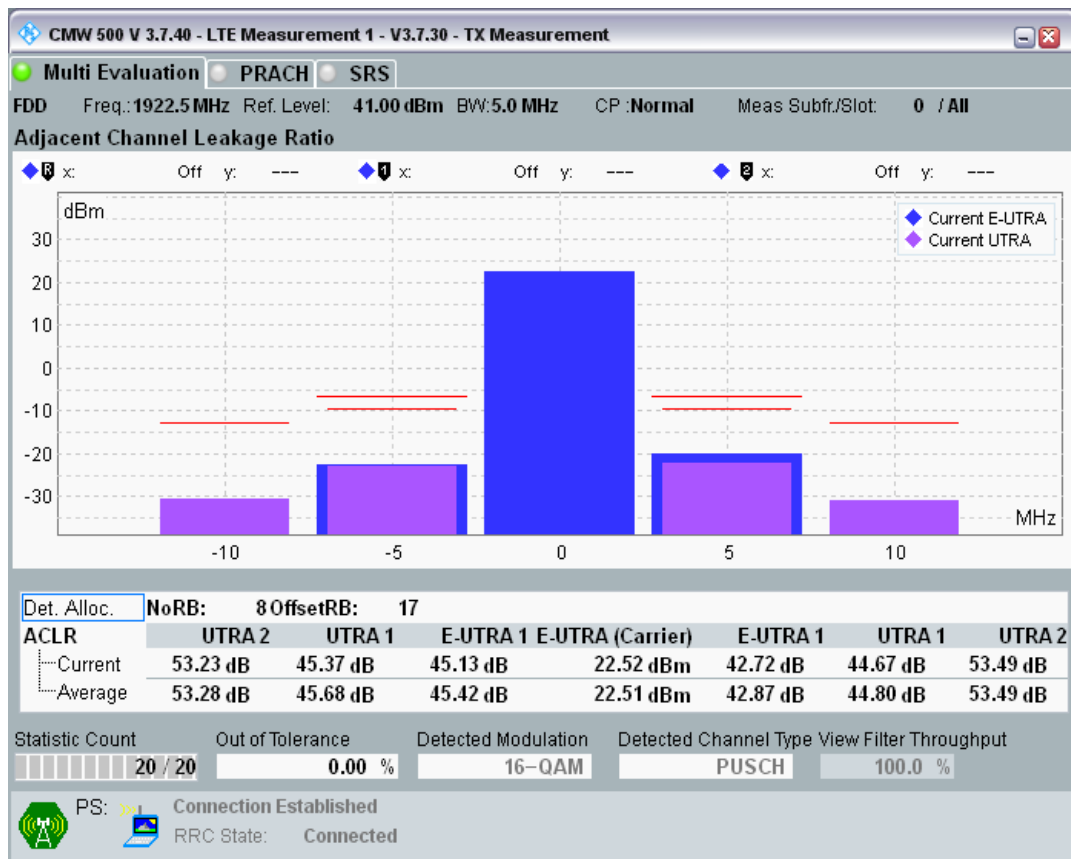 CMW 500 V 3.7.40 - LTE Measurement 1 - V3.7.30 - TX Measurement
Multi Evaluation PRACH SRS
FDD Freq.:1922.5 MHz Ref. Level: 41.00 dBm BW:5.0 MHz CP :Normal Meas Subfr./Slot: 0 / All
Adjacent Channel Leakage Ratio
R x: Off y: --- 1 x: Off y: --- 2 x: Off y: ---
dBm
Current E-UTRA
Current UTRA
30
20
10
0
-10
-20
-30
MHz
-10 -5 0 5 10
Det. Alloc. NoRB: 8 OffsetRB: 17
ACLR UTRA 2 UTRA 1 E-UTRA 1 E-UTRA (Carrier) E-UTRA 1 UTRA 1 UTRA 2
Current 53.23 dB 45.37 dB 45.13 dB 22.52 dBm 42.72 dB 44.67 dB 53.49 dB
Average 53.28 dB 45.68 dB 45.42 dB 22.51 dBm 42.87 dB 44.80 dB 53.49 dB
Statistic Count Out of Tolerance Detected Modulation Detected Channel Type View Filter Throughput
20 / 20 0.00 % 16-QAM PUSCH 100.0 %
PS: Connection Established
RRC State: Connected